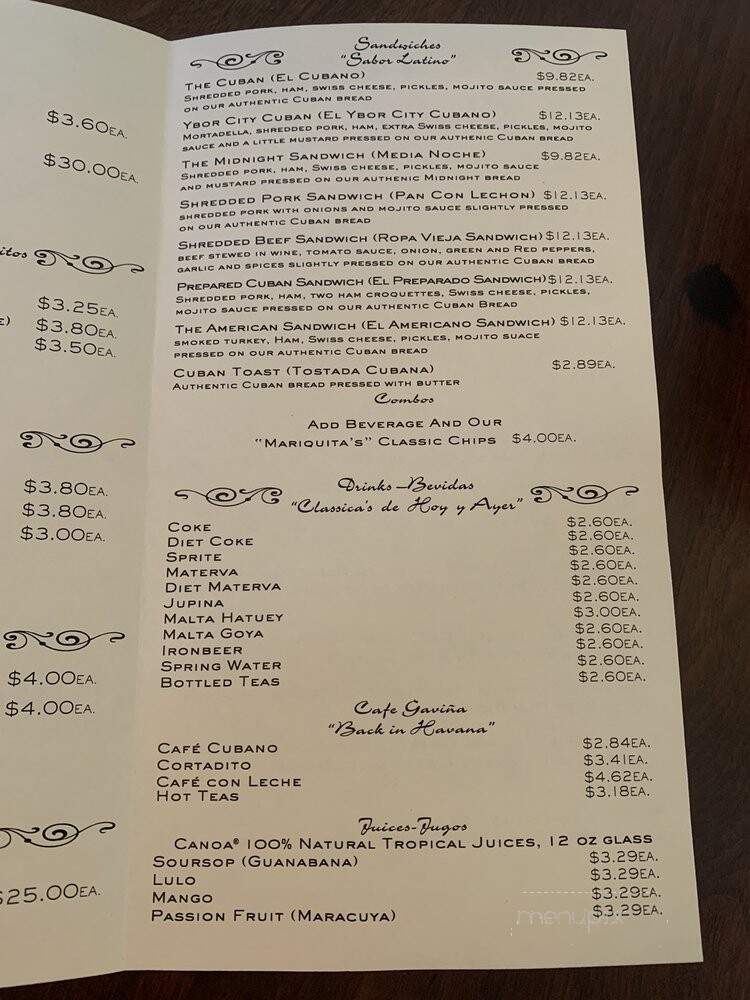 $3.60EA.
$30.00EA.
itos
$3.25EA.
$3.80EA.
$3.50EA.
$3.80EA.
$3.80EA.
$3.00EA.
$4.00EA.
$4.00EA.
$25.00EA.
Sandwiches
"Sabor Latino"
THE CUBAN (EL CUBANO) $9.82EA.
SHREDDED PORK, HAM, SWISS CHEESE, PICKLES, MOJITO SAUCE PRESSED
ON OUR AUTHENTIC CUBAN BREAD
YBOR CITY CUBAN (EL YBOR CITY CUBANO) $12.13EA.
MORTADELLA, SHREDDED PORK, HAM, EXTRA SWISS CHEESE, PICKLES, MOJITO
SAUCE AND A LITTLE MUSTARD PRESSED ON OUR AUTHENTIC CUBAN BREAD
THE MIDNIGHT SANDWICH (MEDIA NOCHE) $9.82EA.
SHREDDED PORK, HAM, SWISS CHEESE, PICKLES, MOJITO SAUCE
AND MUSTARD PRESSED ON OUR AUTHENIC MIDNIGHT BREAD
SHREDDED PORK SANDWICH (PAN CON LECHON) $12.13EA.
SHREDDED PORK WITH ONIONS AND MOJITO SAUCE SLIGHTLY PRESSED
ON OUR AUTHENTIC CUBAN BREAD
SHREDDED BEEF SANDWICH (ROPA VIEJA SANDWICH) $12.13EA.
BEEF STEWED IN WINE, TOMATO SAUCE, ONION, GREEN AND RED PEPPERS,
GARLIC AND SPICES SLIGHTLY PRESSED ON OUR AUTHENTIC CUBAN BREAD
PREPARED CUBAN SANDWICH (EL PREPARADO SANDWICH) $12.13EA.
SHREDDED PORK, HAM, TWO HAM CROQUETTES, SWISS CHEESE, PICKLES,
MOJITO SAUCE PRESSED ON OUR AUTHENTIC CUBAN BREAD
THE AMERICAN SANDWICH (EL AMERICANO SANDWICH) $12.13EA.
SMOKED TURKEY, HAM, SWISS CHEESE, PICKLES, MOJITO SUACE
PRESSED ON OUR AUTHENTIC CUBAN BREAD
CUBAN TOAST (TOSTADA CUBANA) $2.89EA.
AUTHENTIC CUBAN BREAD PRESSED WITH BUTTER
Combos
ADD BEVERAGE AND OUR
"MARIQUITA'S" CLASSIC CHIPS $4.00EA.
Drinks-Bevidas
"Classica's de Hoy y Ayer"
COKE $2.60EA.
DIET COKE $2.60EA.
SPRITE $2.60EA.
MATERVA $2.60EA.
DIET MATERVA $2.60EA.
JUPINA $2.60EA.
MALTA HATUEY $3.00EA.
MALTA GOYA $2.60EA.
IRONBEER $2.60EA.
SPRING WATER $2.60EA.
BOTTLED TEAS $2.60EA.
Cafe Gaviña
"Back in Havana"
CAFÉ CUBANO $2.84EA.
CORTADITO $3.41EA.
CAFÉ CON LECHE $4.62EA.
HOT TEAS $3.18EA.
Juices-Jugos
CANOA® 100% NATURAL TROPICAL JUICES, 12 OZ GLASS
SOURSOP (GUANABANA) $3.29EA.
LULO $3.29EA.
MANGO $3.29EA.
PASSION FRUIT (MARACUYA) $3.29EA.